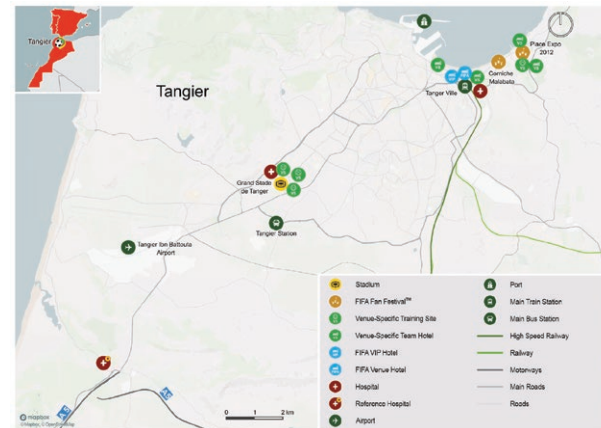 Tangier
Tangier
Place Expo
2012
Corniche
Malabata
Tanger Ville
Grand Stade
de Tanger
Tangier Station
Tangier Ibn Battouta
Airport
0 1 2 km
mapbox
Stadium
FIFA Fan Festival™
Venue-Specific Training Site
Venue-Specific Team Hotel
FIFA VIP Hotel
FIFA Venue Hotel
Hospital
Reference Hospital
Airport
Port
Main Train Station
Main Bus Station
High Speed Railway
Railway
Motorways
Main Roads
Roads